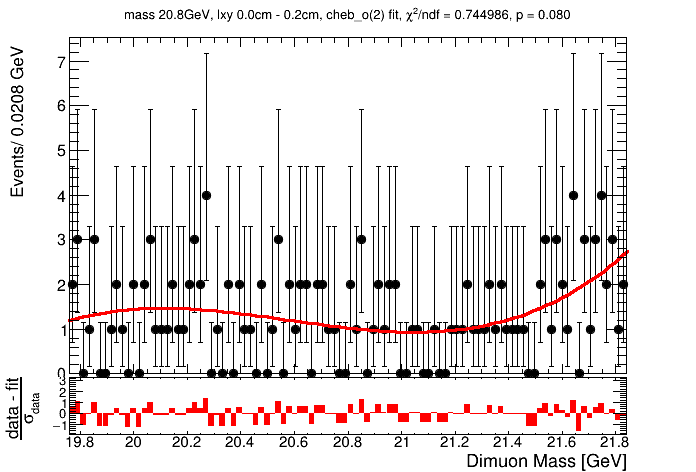 mass 20.8GeV, lxy 0.0cm - 0.2cm, cheb_o(2) fit, χ²/ndf = 0.744986, p = 0.080
Events/ 0.0208 GeV
7
6
5
4
3
2
1
0
data - fit
σdata
3
2
1
0
−1
19.8 20 20.2 20.4 20.6 20.8 21 21.2 21.4 21.6 21.8
Dimuon Mass [GeV]